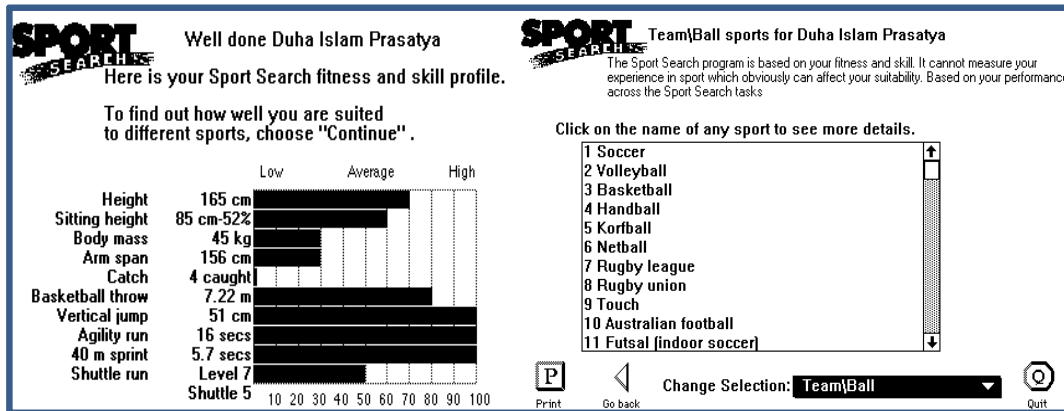 SPORT
SEARCH
Well done Duha Islam Prasatya
Here is your Sport Search fitness and skill profile.
To find out how well you are suited
to different sports, choose "Continue" .
Low Average High
Height 165 cm
Sitting height 85 cm-52%
Body mass 45 kg
Arm span 156 cm
Catch 4 caught
Basketball throw 7.22 m
Vertical jump 51 cm
Agility run 16 secs
40 m sprint 5.7 secs
Shuttle run Level 7
Shuttle 5
10 20 30 40 50 60 70 80 90 100
SPORT
SEARCH
Team\Ball sports for Duha Islam Prasatya
The Sport Search program is based on your fitness and skill. It cannot measure your
experience in sport which obviously can affect your suitability. Based on your performance
across the Sport Search tasks
Click on the name of any sport to see more details.
1 Soccer
2 Volleyball
3 Basketball
4 Handball
5 Korfball
6 Netball
7 Rugby league
8 Rugby union
9 Touch
10 Australian football
11 Futsal (indoor soccer)
P
Print
Go back
Change Selection: Team\Ball
Q
Quit